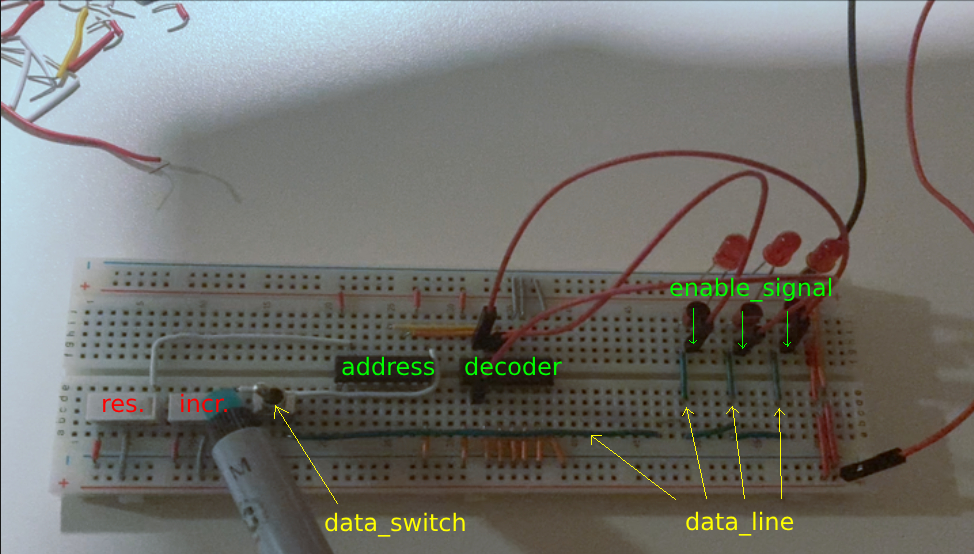 enable_signal
address
decoder
res.
incr.
data_switch
data_line